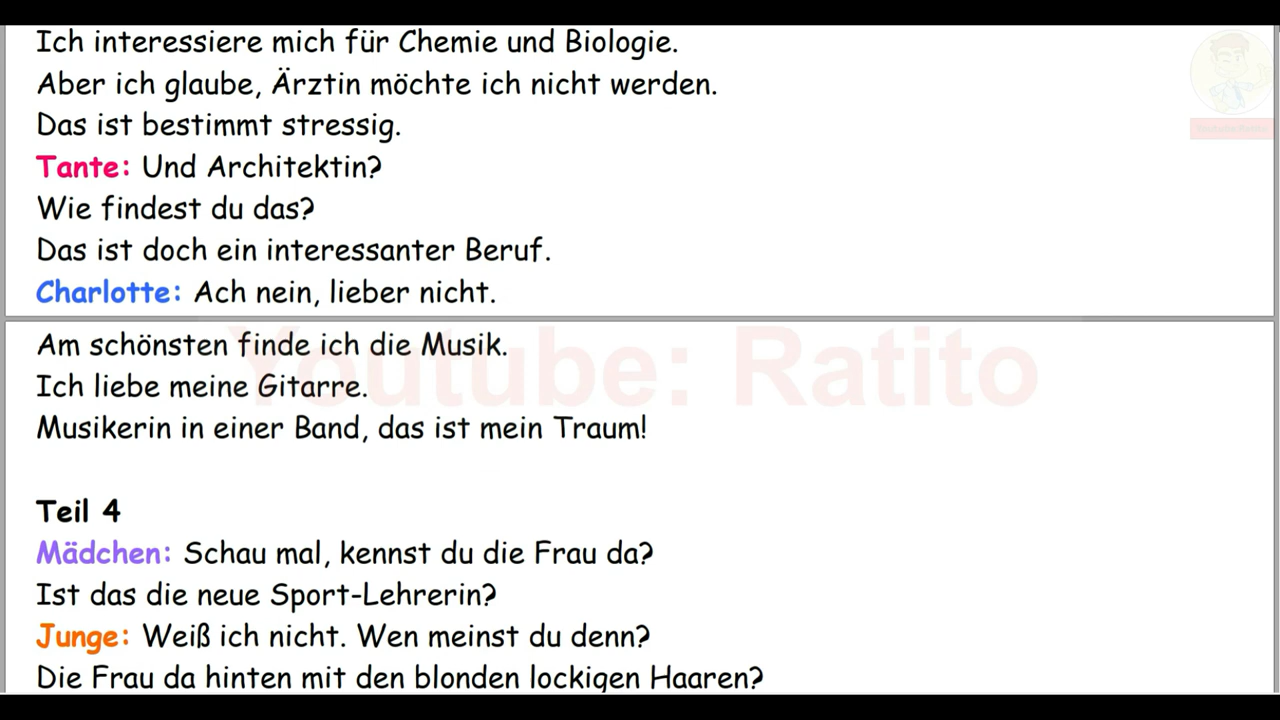 Ich interessiere mich für Chemie und Biologie.
Aber ich glaube, Ärztin möchte ich nicht werden.
Das ist bestimmt stressig.
Tante: Und Architektin?
Wie findest du das?
Das ist doch ein interessanter Beruf.
Charlotte: Ach nein, lieber nicht.
Am schönsten finde ich die Musik.
Youtube: Ratito
Ich liebe meine Gitarre.
Musikerin in einer Band, das ist mein Traum!
Teil 4
Mädchen: Schau mal, kennst du die Frau da?
Ist das die neue Sport-Lehrerin?
Junge: Weiß ich nicht. Wen meinst du denn?
Die Frau da hinten mit den blonden lockigen Haaren?